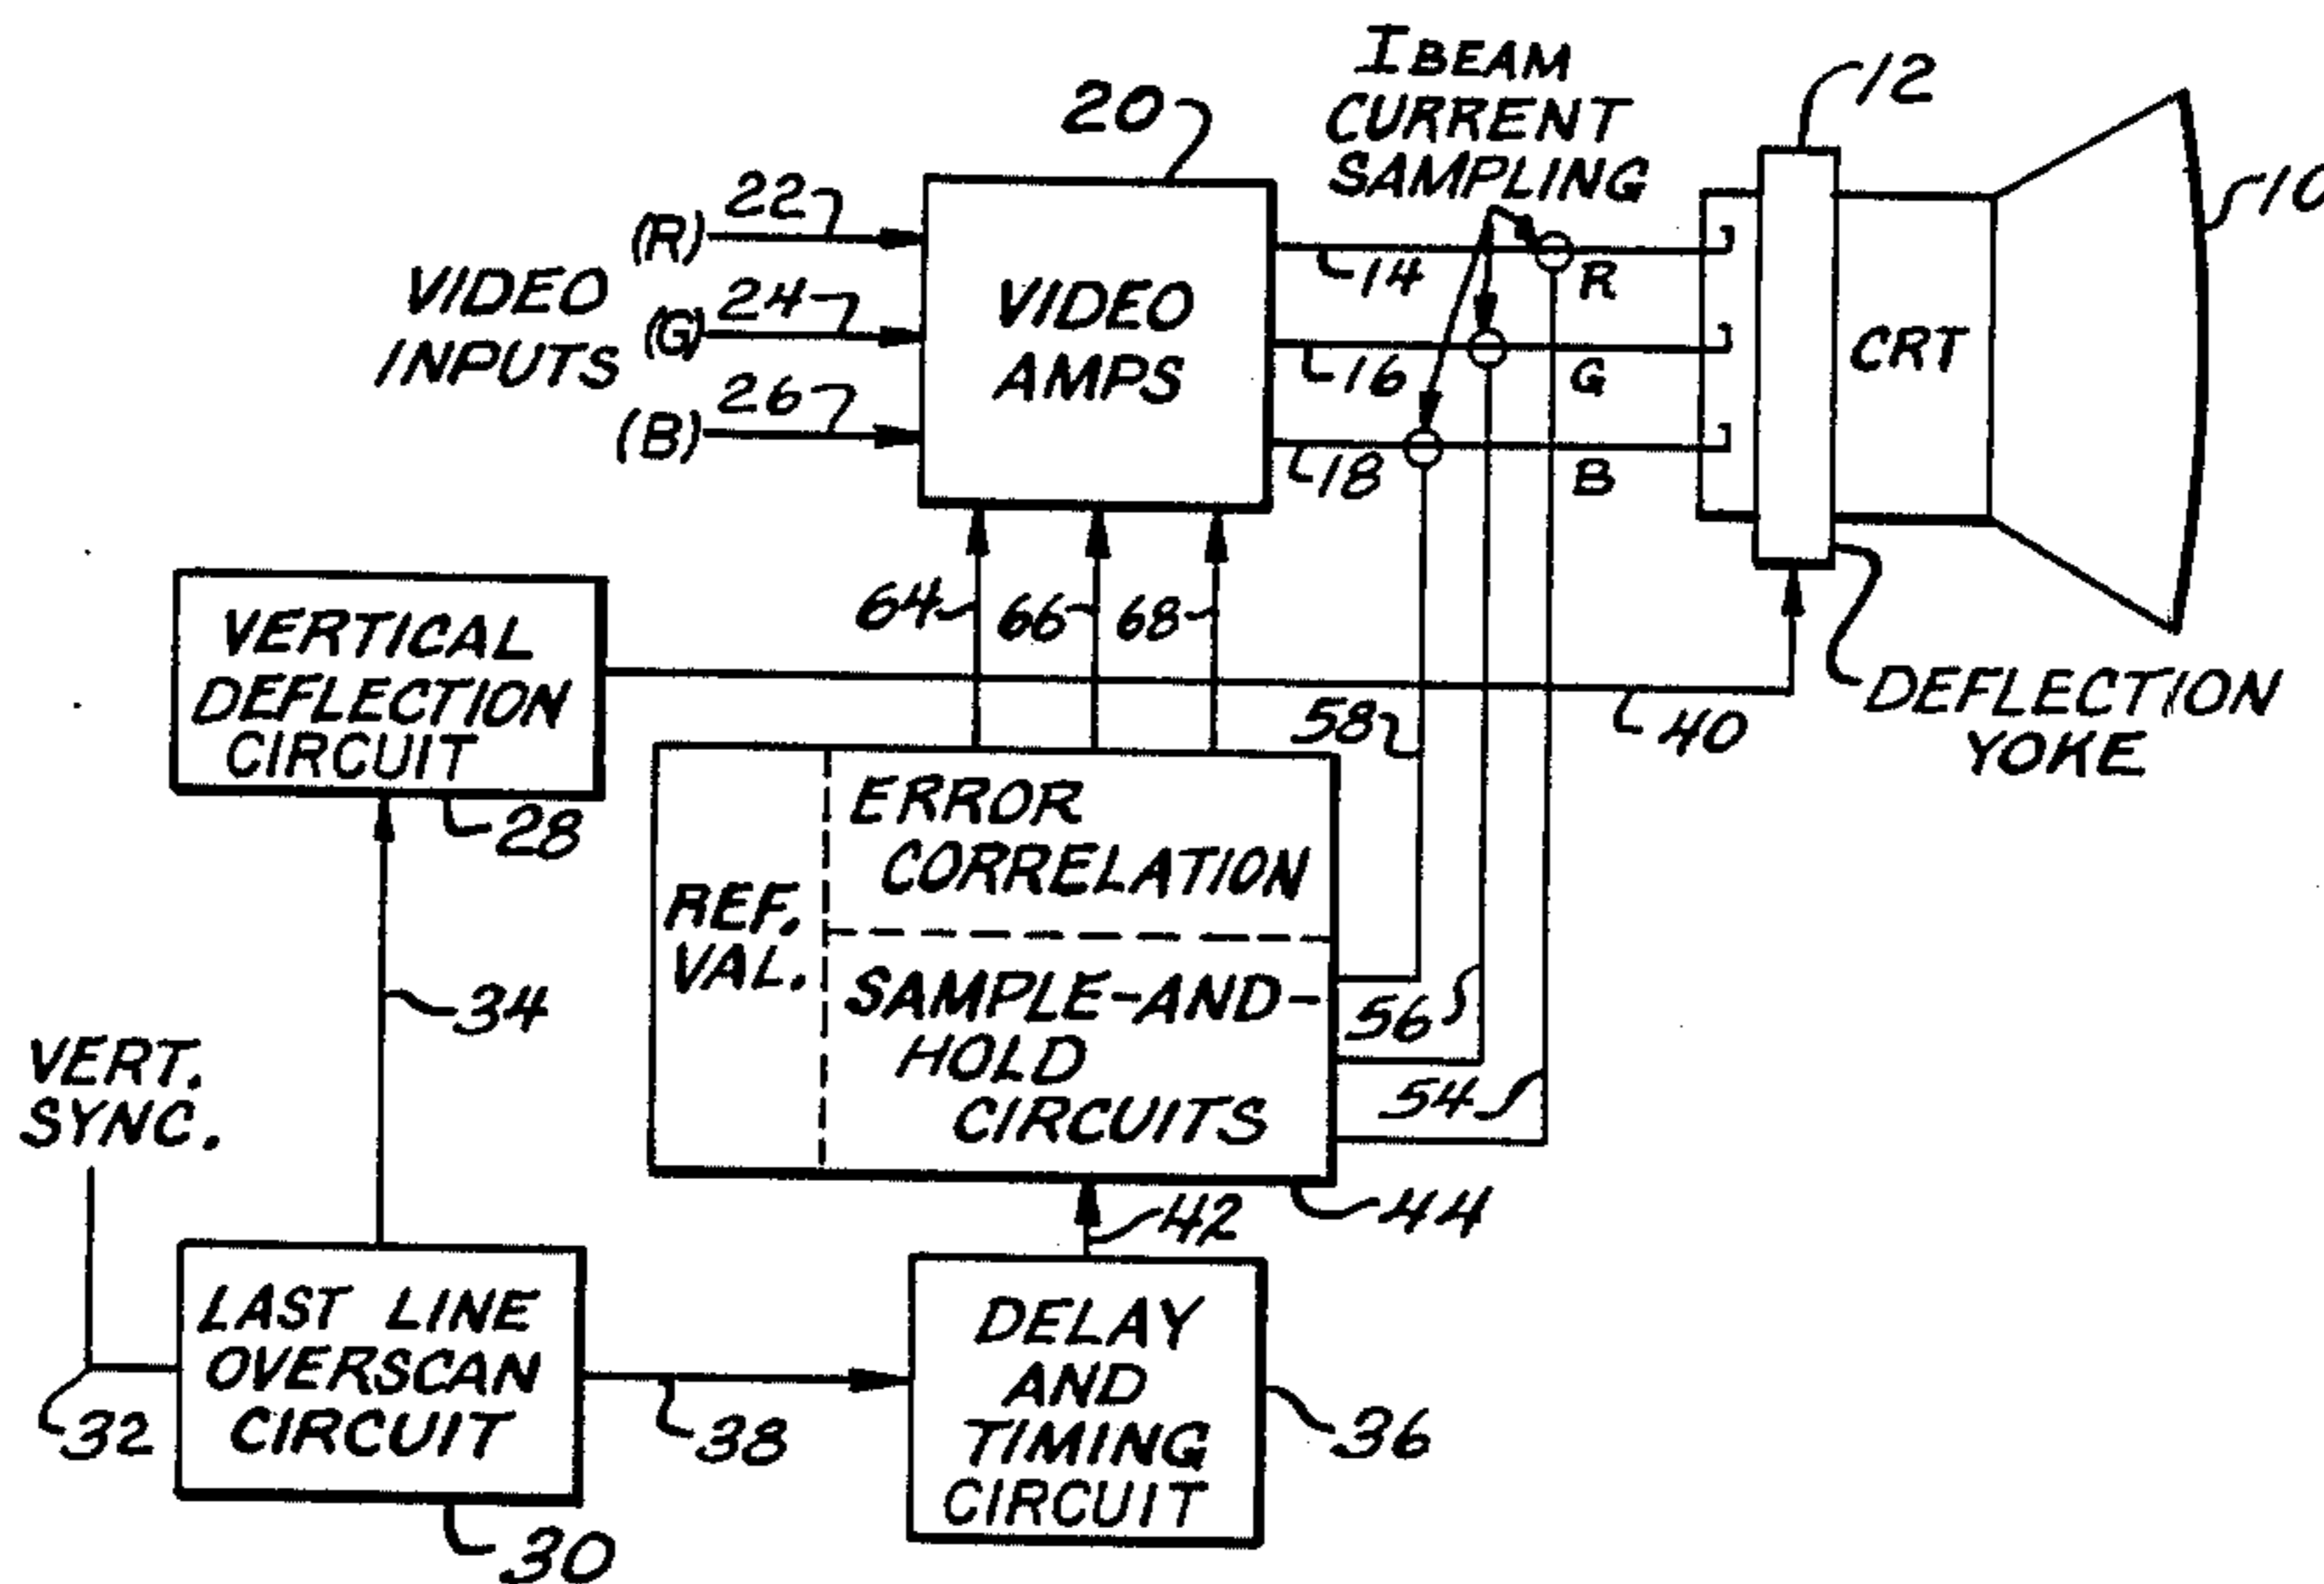 I BEAM
CURRENT
SAMPLING
12
20
10
22
(R)
VIDEO
INPUTS
24
(G)
26
(B)
VIDEO
AMPS
14
R
16
G
18
B
CRT
64
66
68
VERTICAL
DEFLECTION
CIRCUIT
28
58
40
DEFLECTION
YOKE
ERROR
CORRELATION
REF.
VAL.
SAMPLE-AND-
HOLD
CIRCUITS
56
54
34
VERT.
SYNC.
42
44
LAST LINE
OVERSCAN
CIRCUIT
32
38
DELAY
AND
TIMING
CIRCUIT
36
30